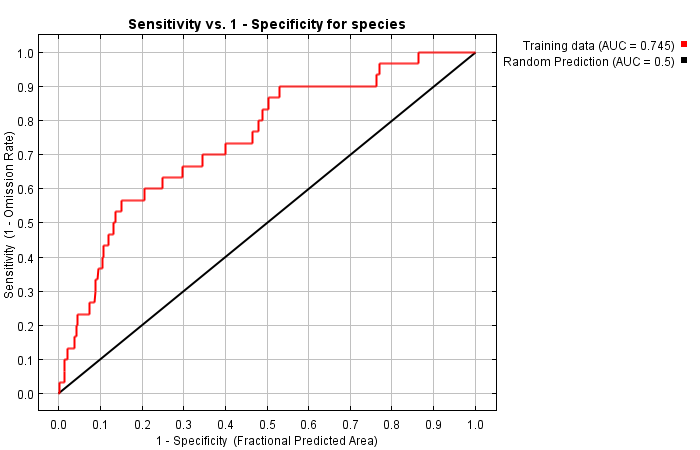 Sensitivity vs. 1 - Specificity for species
Training data (AUC = 0.745)
Random Prediction (AUC = 0.5)
Sensitivity (1 - Omission Rate)
1.0
0.9
0.8
0.7
0.6
0.5
0.4
0.3
0.2
0.1
0.0
0.0 0.1 0.2 0.3 0.4 0.5 0.6 0.7 0.8 0.9 1.0
1 - Specificity (Fractional Predicted Area)